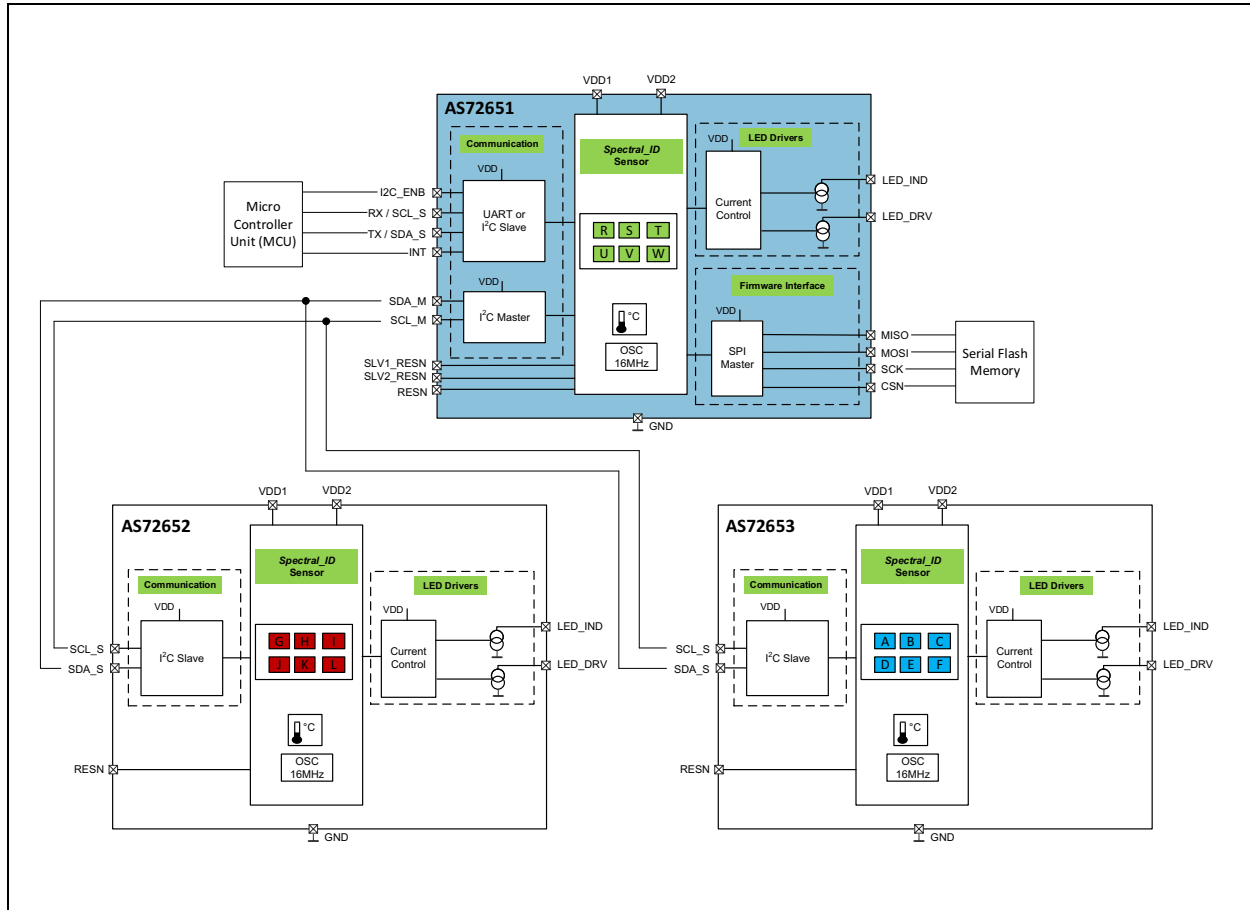 VDD1
VDD2
AS72651
Communication
VDD
UART or
I²C Slave
VDD
I²C Master
Spectral_ID
Sensor
R S T
U V W
°C
OSC
16MHz
LED Drivers
VDD
Current
Control
LED_IND
LED_DRV
Firmware Interface
VDD
SPI
Master
MISO
MOSI
SCK
CSN
Serial Flash
Memory
Micro
Controller
Unit (MCU)
I2C_ENB
RX / SCL_S
TX / SDA_S
INT
SDA_M
SCL_M
SLV1_RESN
SLV2_RESN
RESN
GND
VDD1
VDD2
AS72652
Communication
VDD
I²C Slave
SCL_S
SDA_S
RESN
Spectral_ID
Sensor
G H I
J K L
°C
OSC
16MHz
LED Drivers
VDD
Current
Control
LED_IND
LED_DRV
GND
VDD1
VDD2
AS72653
Communication
VDD
I²C Slave
SCL_S
SDA_S
RESN
Spectral_ID
Sensor
A B C
D E F
°C
OSC
16MHz
LED Drivers
VDD
Current
Control
LED_IND
LED_DRV
GND